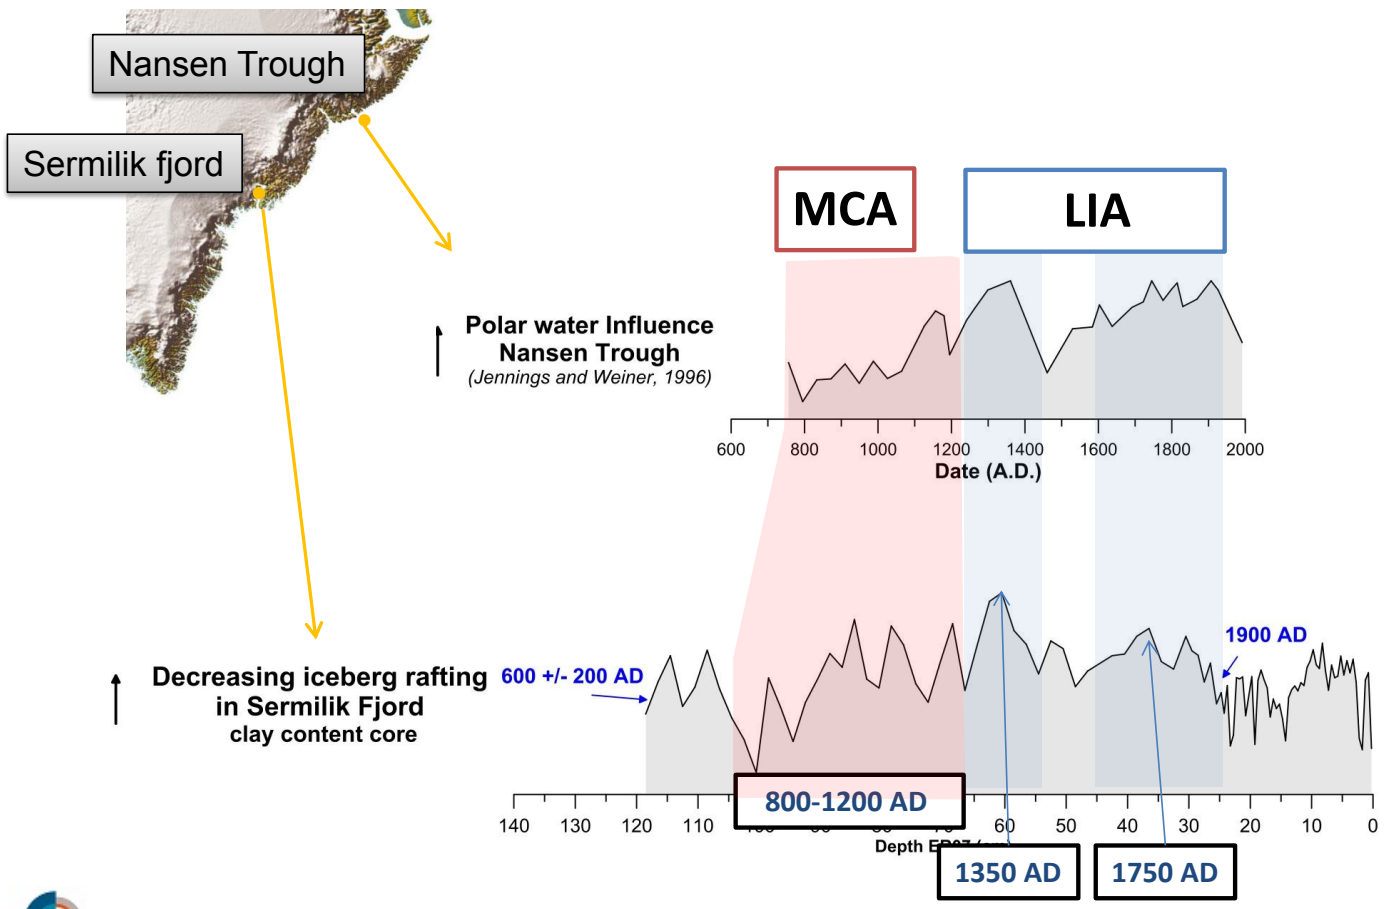 Nansen Trough
Sermilik fjord
MCA
LIA
Polar water Influence
Nansen Trough
(Jennings and Weiner, 1996)
600 800 1000 1200 1400 1600 1800 2000
Date (A.D.)
Decreasing iceberg rafting
in Sermilik Fjord
clay content core
600 +/- 200 AD
1900 AD
800-1200 AD
140 130 120 110 60 50 40 30 20 10 0
Depth
1350 AD
1750 AD